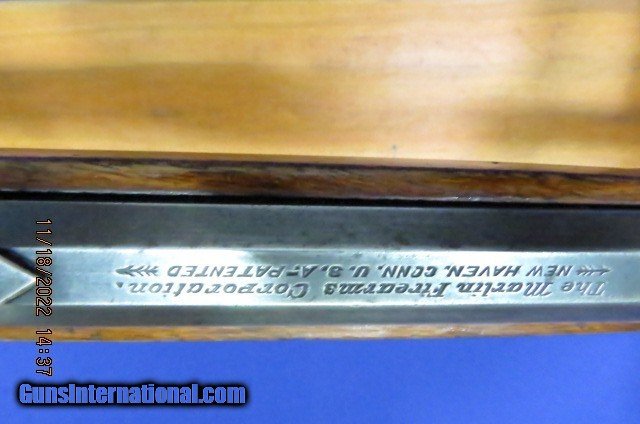 The Marlin Firearms Corporation.
NEW HAVEN, CONN. U. S. A.-PATENTED
11/18/2022 14:37
GunsInternational.com